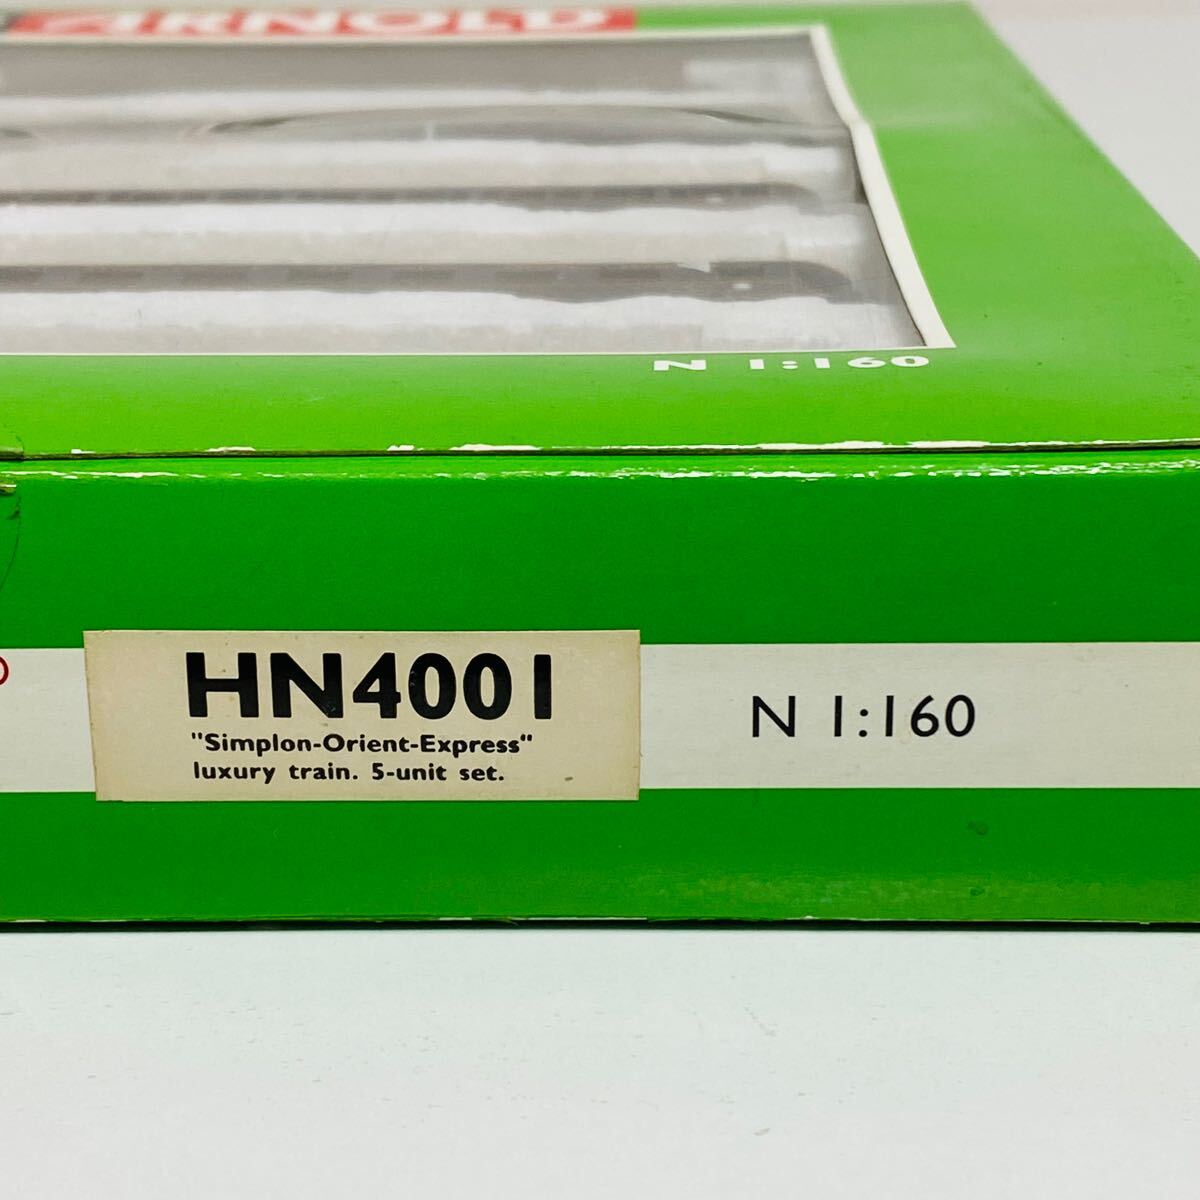 ARNOLD
N 1:160
HN4001
"Simplon-Orient-Express"
luxury train. 5-unit set.
N 1:160